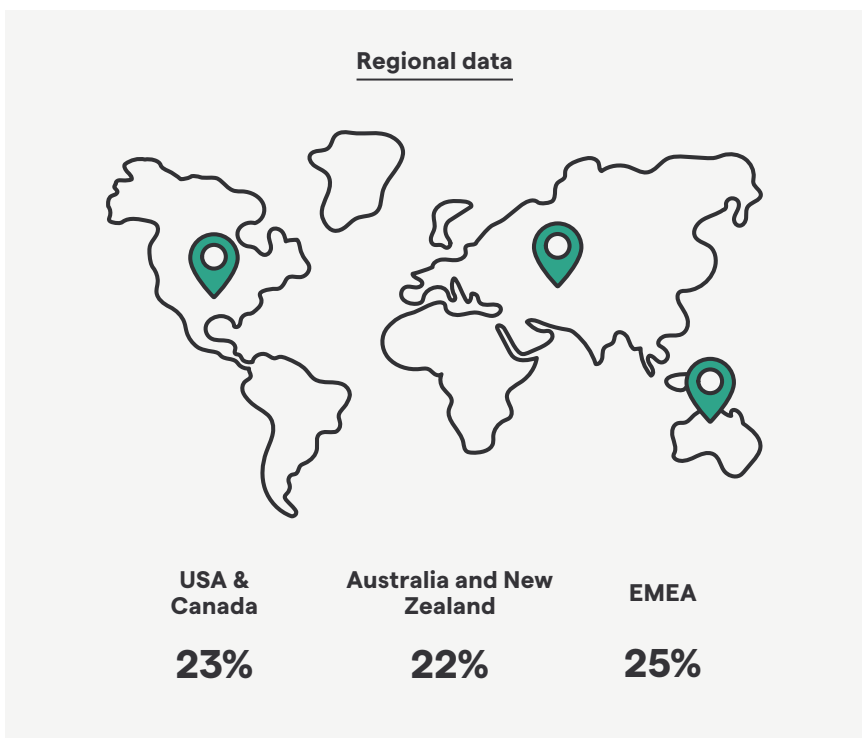 Regional data
USA &
Canada
23%
Australia and New
Zealand
22%
EMEA
25%